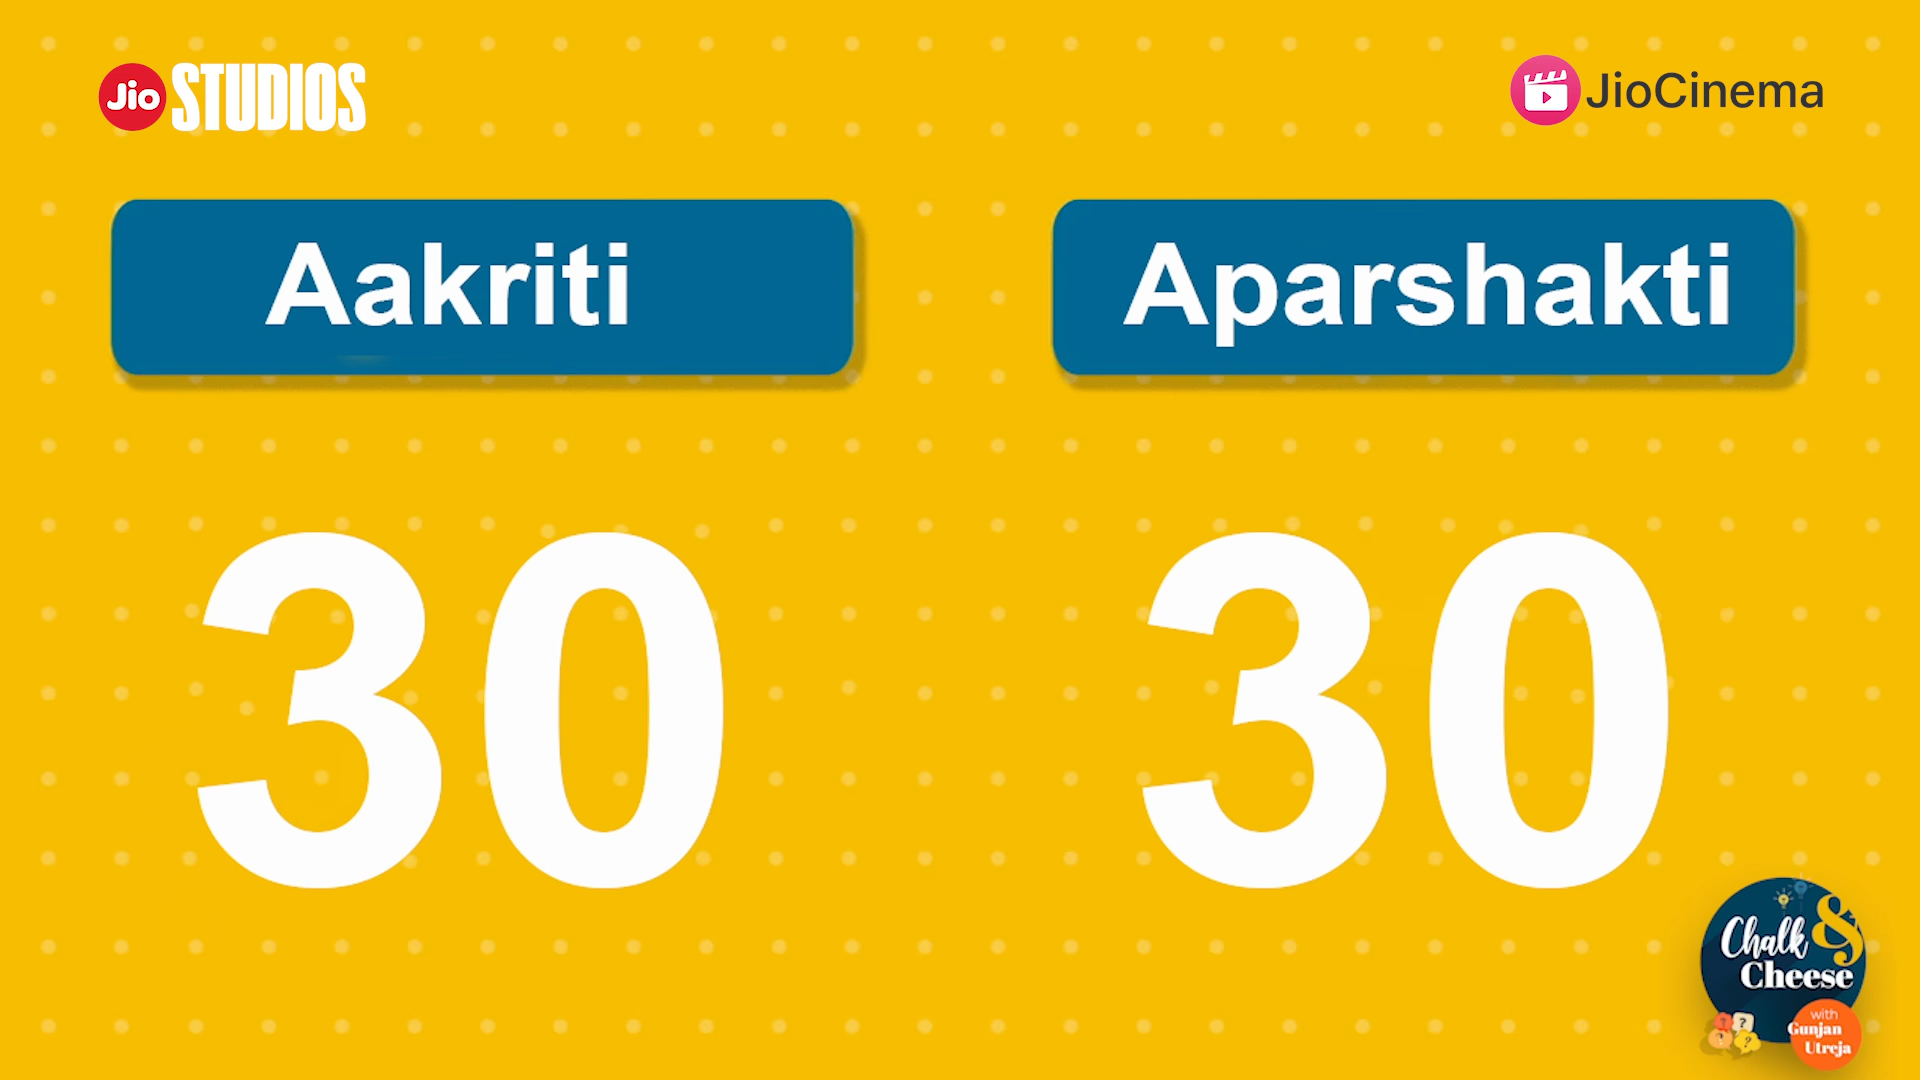 Jio STUDIOS
JioCinema
Aakriti
Aparshakti
30
30
Chalk &
Cheese
with
Gunjan
Utreja